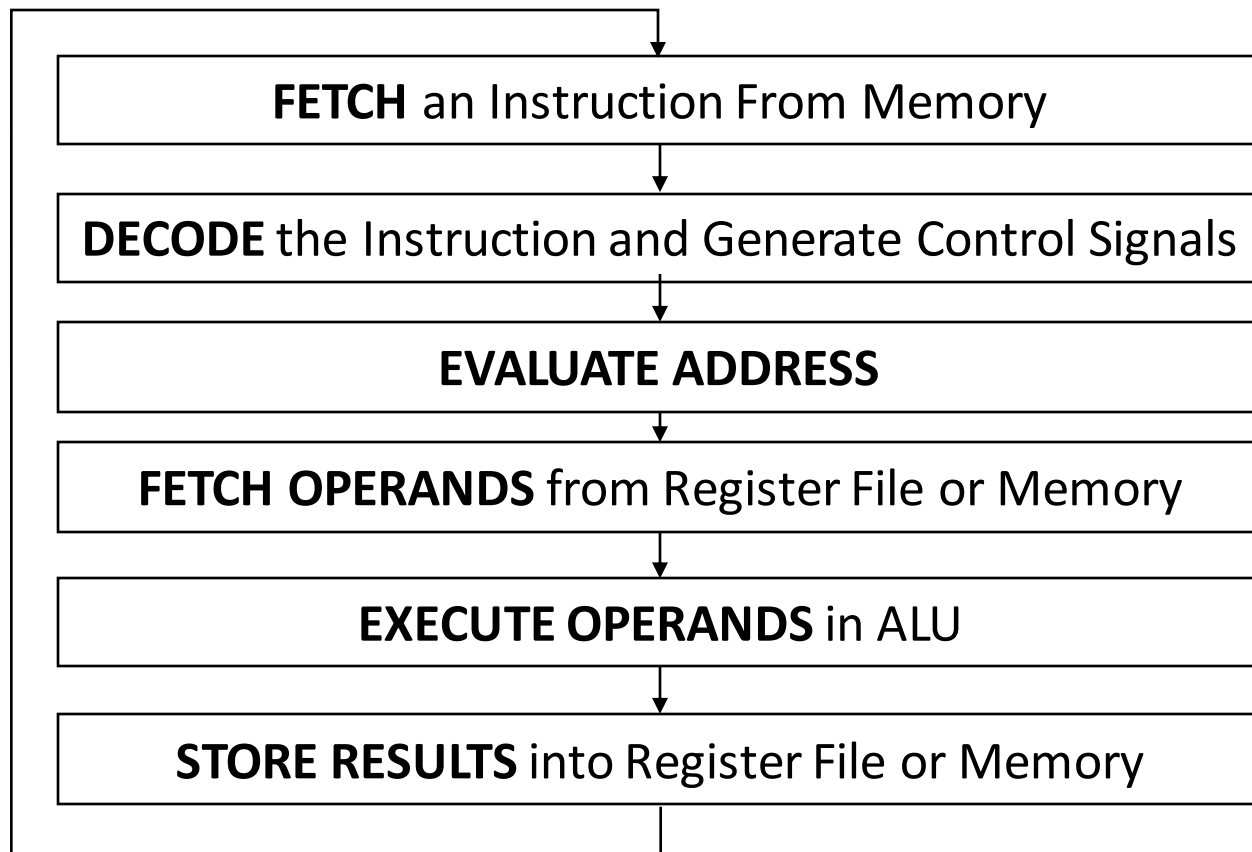 FETCH an Instruction From Memory
DECODE the Instruction and Generate Control Signals
EVALUATE ADDRESS
FETCH OPERANDS from Register File or Memory
EXECUTE OPERANDS in ALU
STORE RESULTS into Register File or Memory